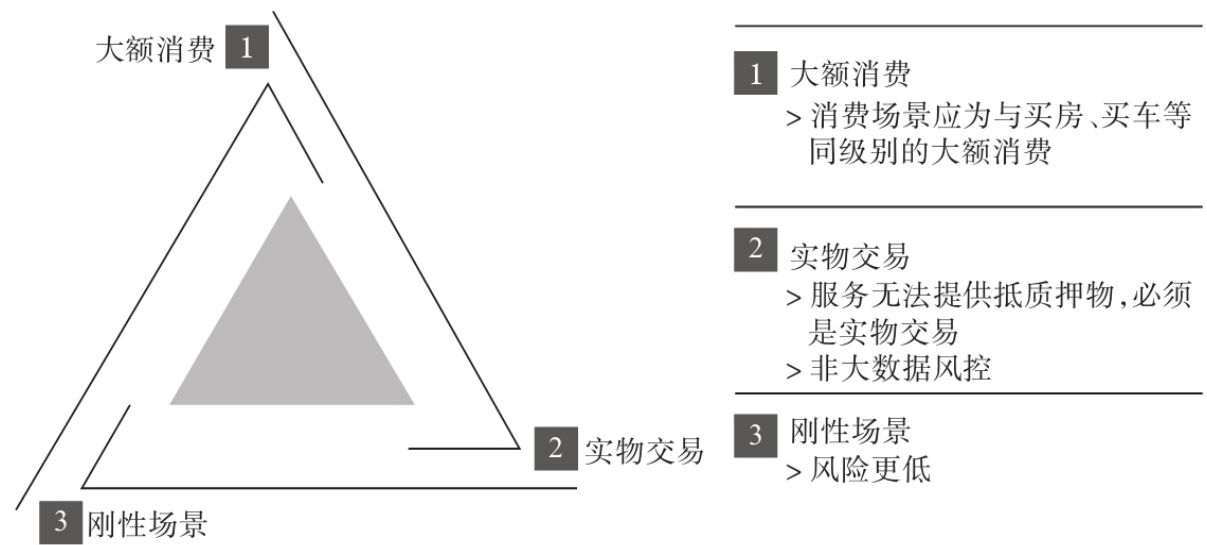 大额消费 1
2 实物交易
3 刚性场景
1 大额消费
> 消费场景应为与买房、买车等
同级别的大额消费
2 实物交易
> 服务无法提供抵质押物,必须
是实物交易
> 非大数据风控
3 刚性场景
> 风险更低